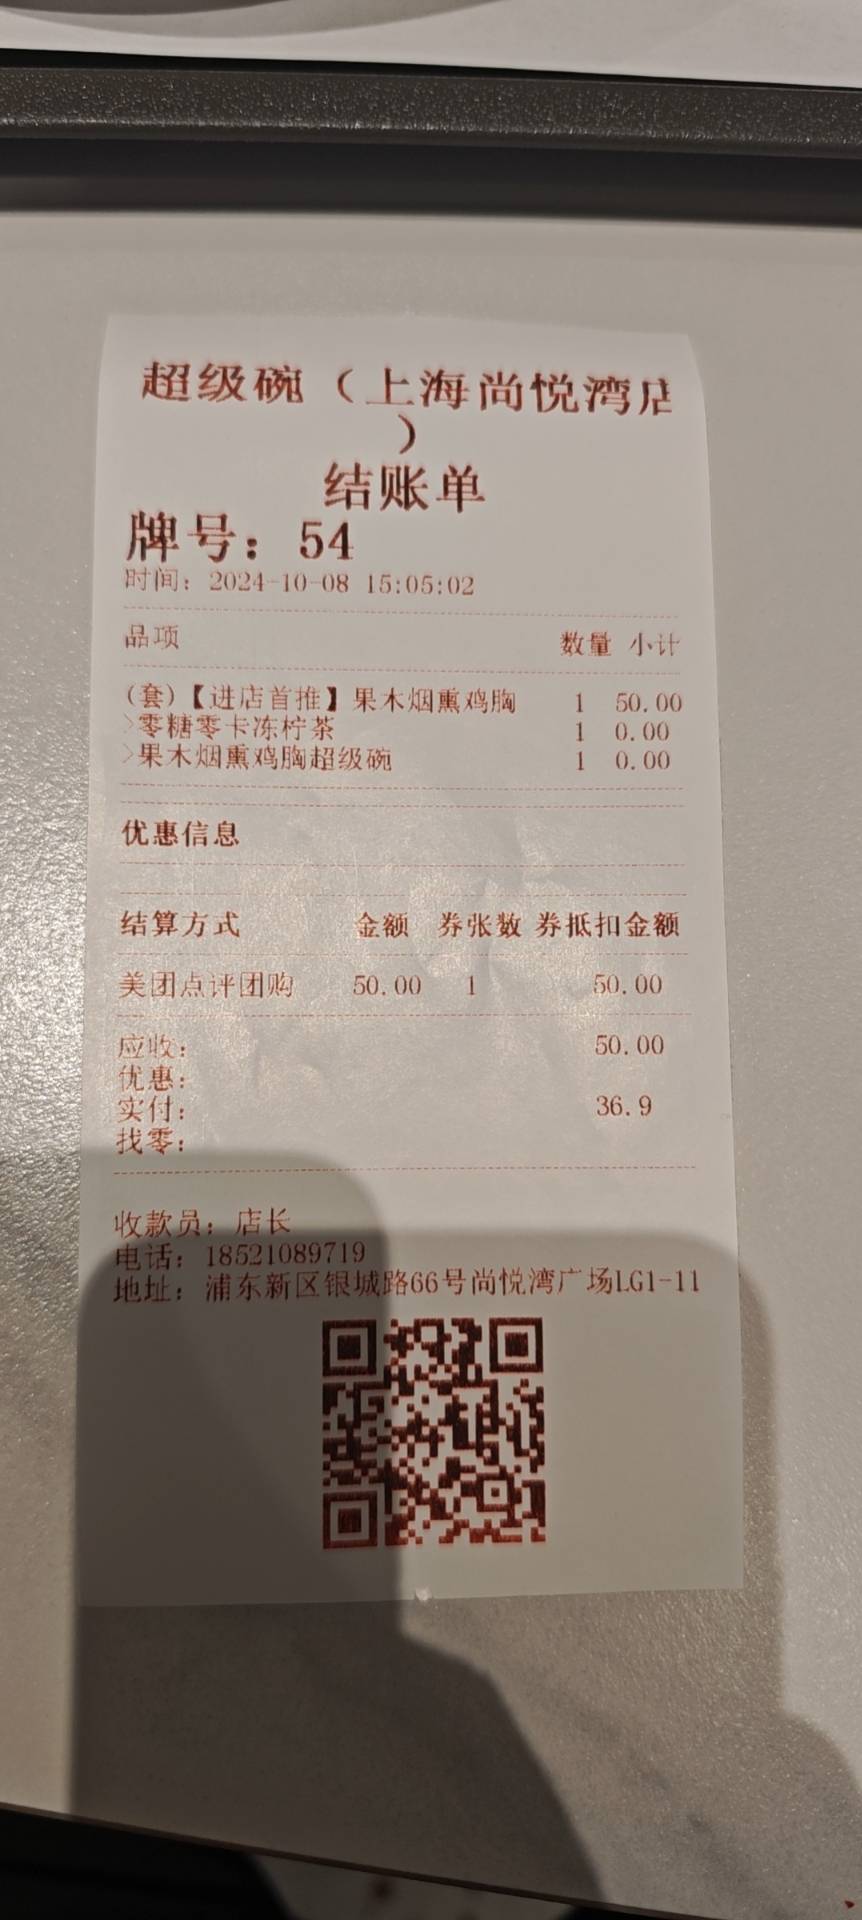 超级碗（上海尚悦湾店
）
结账单
牌号：54
时间：2024-10-08 15:05:02
品项 数量 小计
(套)【进店首推】果木烟熏鸡胸 1 50.00
>零糖零卡冻柠茶 1 0.00
>果木烟熏鸡胸超级碗 1 0.00
优惠信息
结算方式 金额 券张数 券抵扣金额
美团点评团购 50.00 1 50.00
应收： 50.00
优惠：
实付： 36.9
找零：
收款员：店长
电话：18521089719
地址：浦东新区银城路66号尚悦湾广场LG1-11